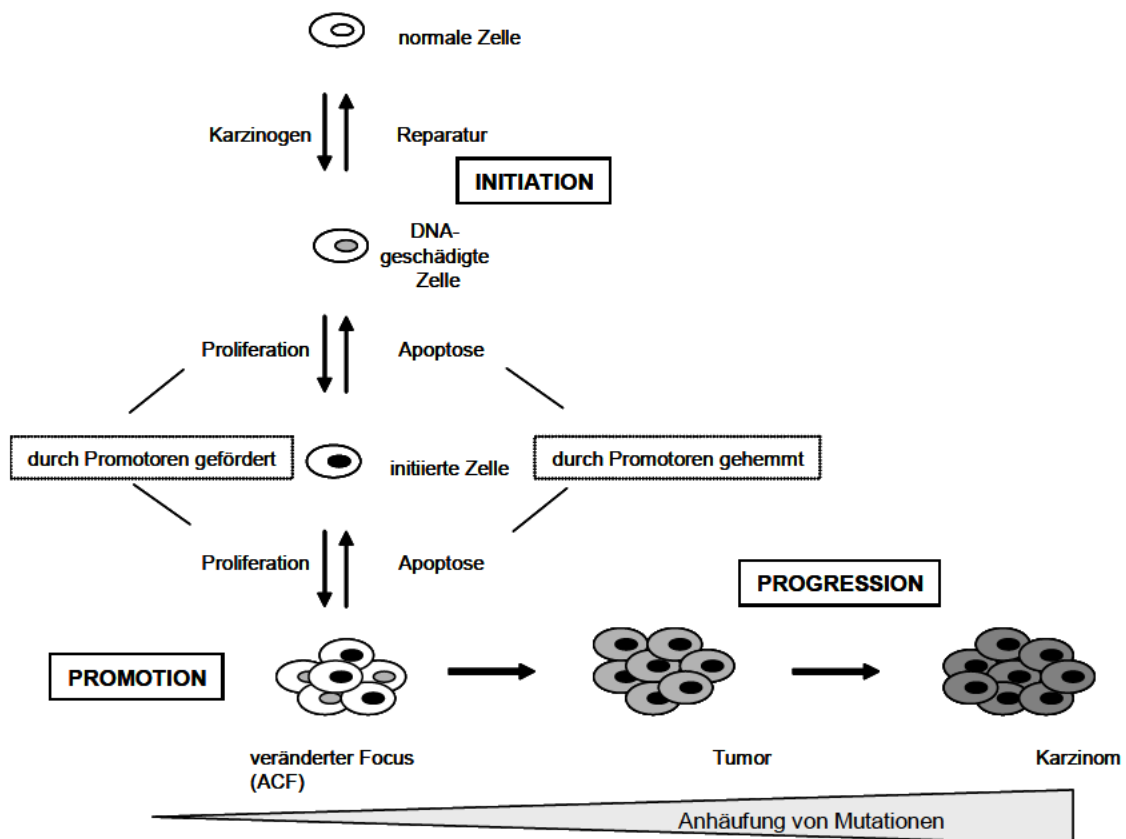 normale Zelle
Karzinogen
Reparatur
INITIATION
DNA-
geschädigte
Zelle
Proliferation
Apoptose
durch Promotoren gefördert
initiierte Zelle
durch Promotoren gehemmt
Proliferation
Apoptose
PROGRESSION
PROMOTION
veränderter Focus
(ACF)
Tumor
Karzinom
Anhäufung von Mutationen